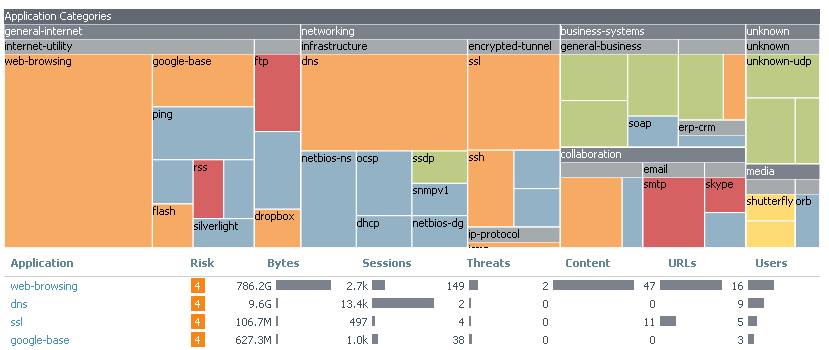 Application Categories
general-internet networking business-systems unknown
internet-utility infrastructure encrypted-tunnel general-business unknown
web-browsing google-base ftp dns ssl unknown-udp
ping soap
erp-crm
netbios-ns ocsp ssdp ssh collaboration
rss email media
snmpv1 smtp skype
flash dropbox shutterfly orb
silverlight dhcp netbios-dg
ip-protocol
Application Risk Bytes Sessions Threats Content URLs Users
web-browsing 4 786.2G 2.7k 149 2 47 16
dns 4 9.6G 13.4k 2 0 0 9
ssl 4 106.7M 497 4 0 11 5
google-base 4 627.3M 1.0k 38 0 0 3